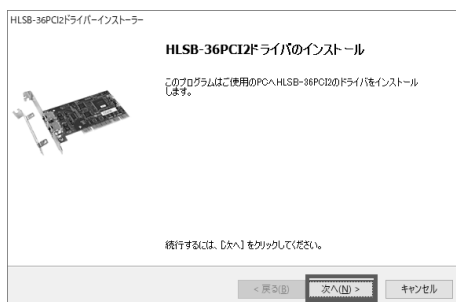 HLSB-36PCI2ドライバーインストーラー
HLSB-36PCI2ドライバのインストール
このプログラムはご使用のPCへHLSB-36PCI2のドライバをインストール
します。
続行するには、[次へ] をクリックしてください。
< 戻る(B)
次へ(N) >
キャンセル